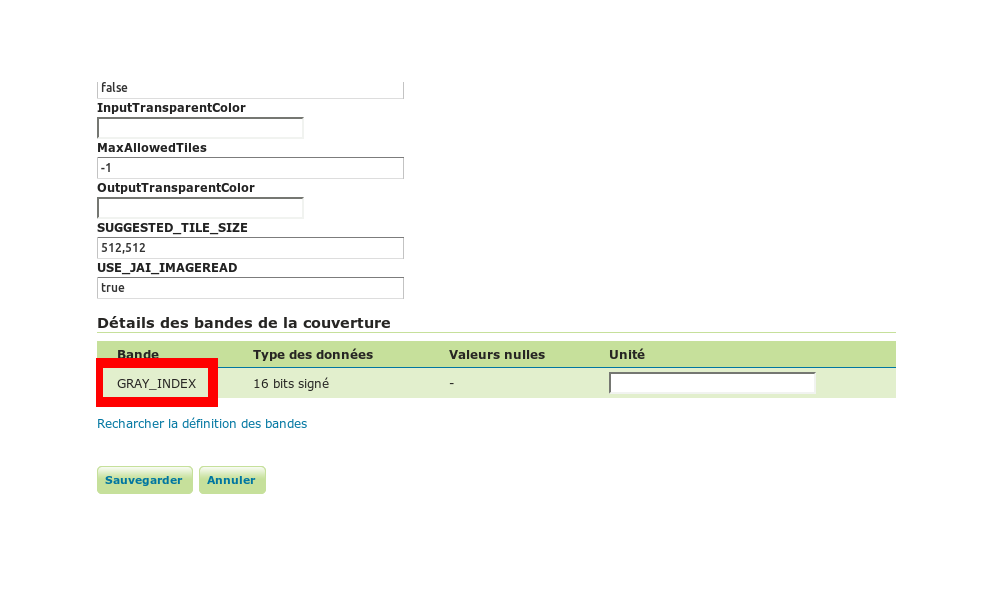 false
InputTransparentColor
MaxAllowedTiles
-1
OutputTransparentColor
SUGGESTED_TILE_SIZE
512,512
USE_JAI_IMAGEREAD
true
Détails des bandes de la couverture
Bande Type des données Valeurs nulles Unité
GRAY_INDEX 16 bits signé -
Recharcher la définition des bandes
Sauvegarder Annuler